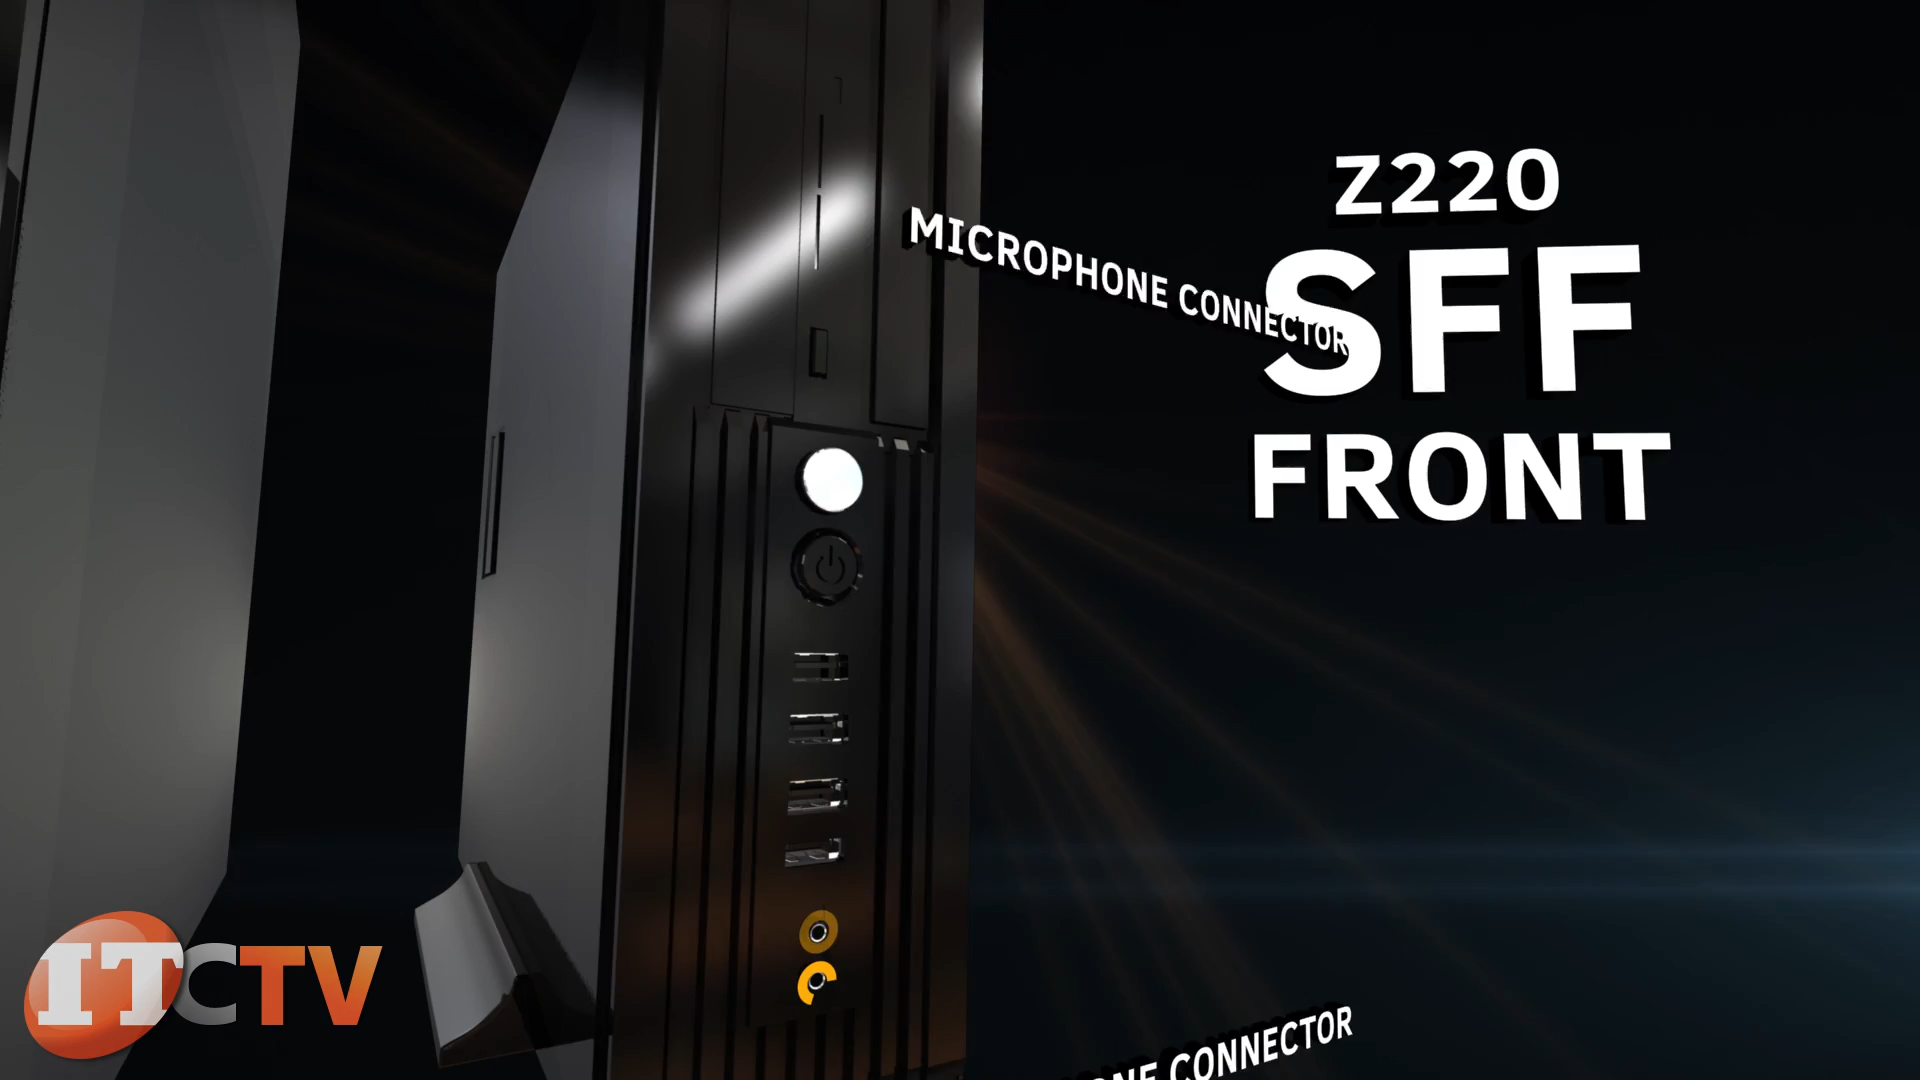 Z220
MICROPHONE CONNECTOR
SFF
FRONT
ITCTV
CONNECTOR